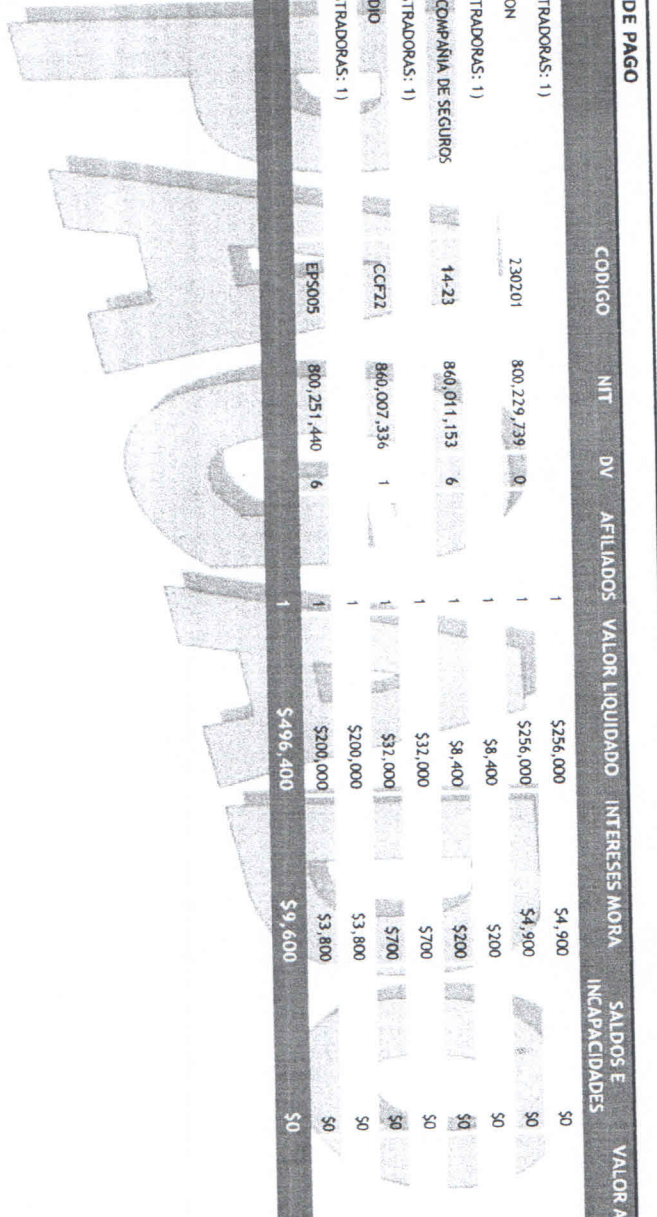 DE PAGO
CODIGO NIT DV AFILIADOS VALOR LIQUIDADO INTERESES MORA SALDOS E INCAPACIDADES VALOR A
TRADORAS: 1) 1 $256,000 $4,900 $0
ON 230201 800,229,739 0 1 $256,000 $4,900 $0
TRADORAS: 1) 1 $8,400 $200 $0
COMPAÑIA DE SEGUROS 14-23 860,011,153 6 1 $8,400 $200 $0
TRADORAS: 1) 1 $32,000 $700 $0
DIO CCF22 860,007,336 1 1 $32,000 $700 $0
TRADORAS: 1) 1 $200,000 $3,800 $0
EPS005 800,251,440 6 1 $200,000 $3,800 $0
1 $496,400 $9,600 $0